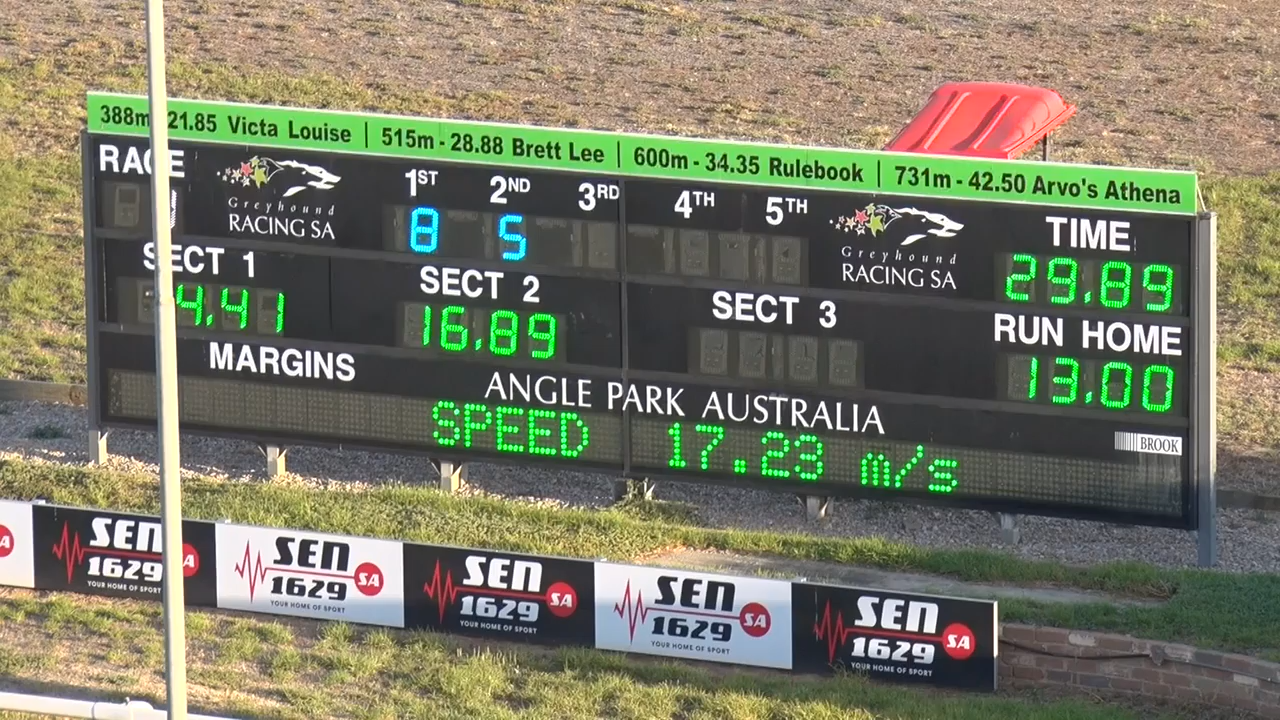 388m 21.85 Victa Louise | 515m - 28.88 Brett Lee | 600m - 34.35 Rulebook | 731m - 42.50 Arvo's Athena
RACE
Greyhound
RACING SA
1ST 2ND 3RD 4TH 5TH
8 5
Greyhound
RACING SA
TIME
29.89
SECT 1
4.41
SECT 2
16.89
SECT 3
RUN HOME
13.00
MARGINS
ANGLE PARK AUSTRALIA
SPEED 17.23 m/s
BROOK
SEN
1629
YOUR HOME OF SPORT
SEN
1629
SA
YOUR HOME OF SPORT
SEN
1629
SA
YOUR HOME OF SPORT
SEN
1629
SA
YOUR HOME OF SPORT
SEN
1629
SA
YOUR HOME OF SPORT